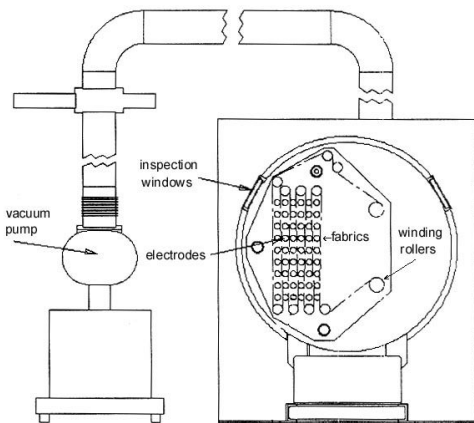 inspection
windows
vacuum
pump
electrodes
fabrics
winding
rollers